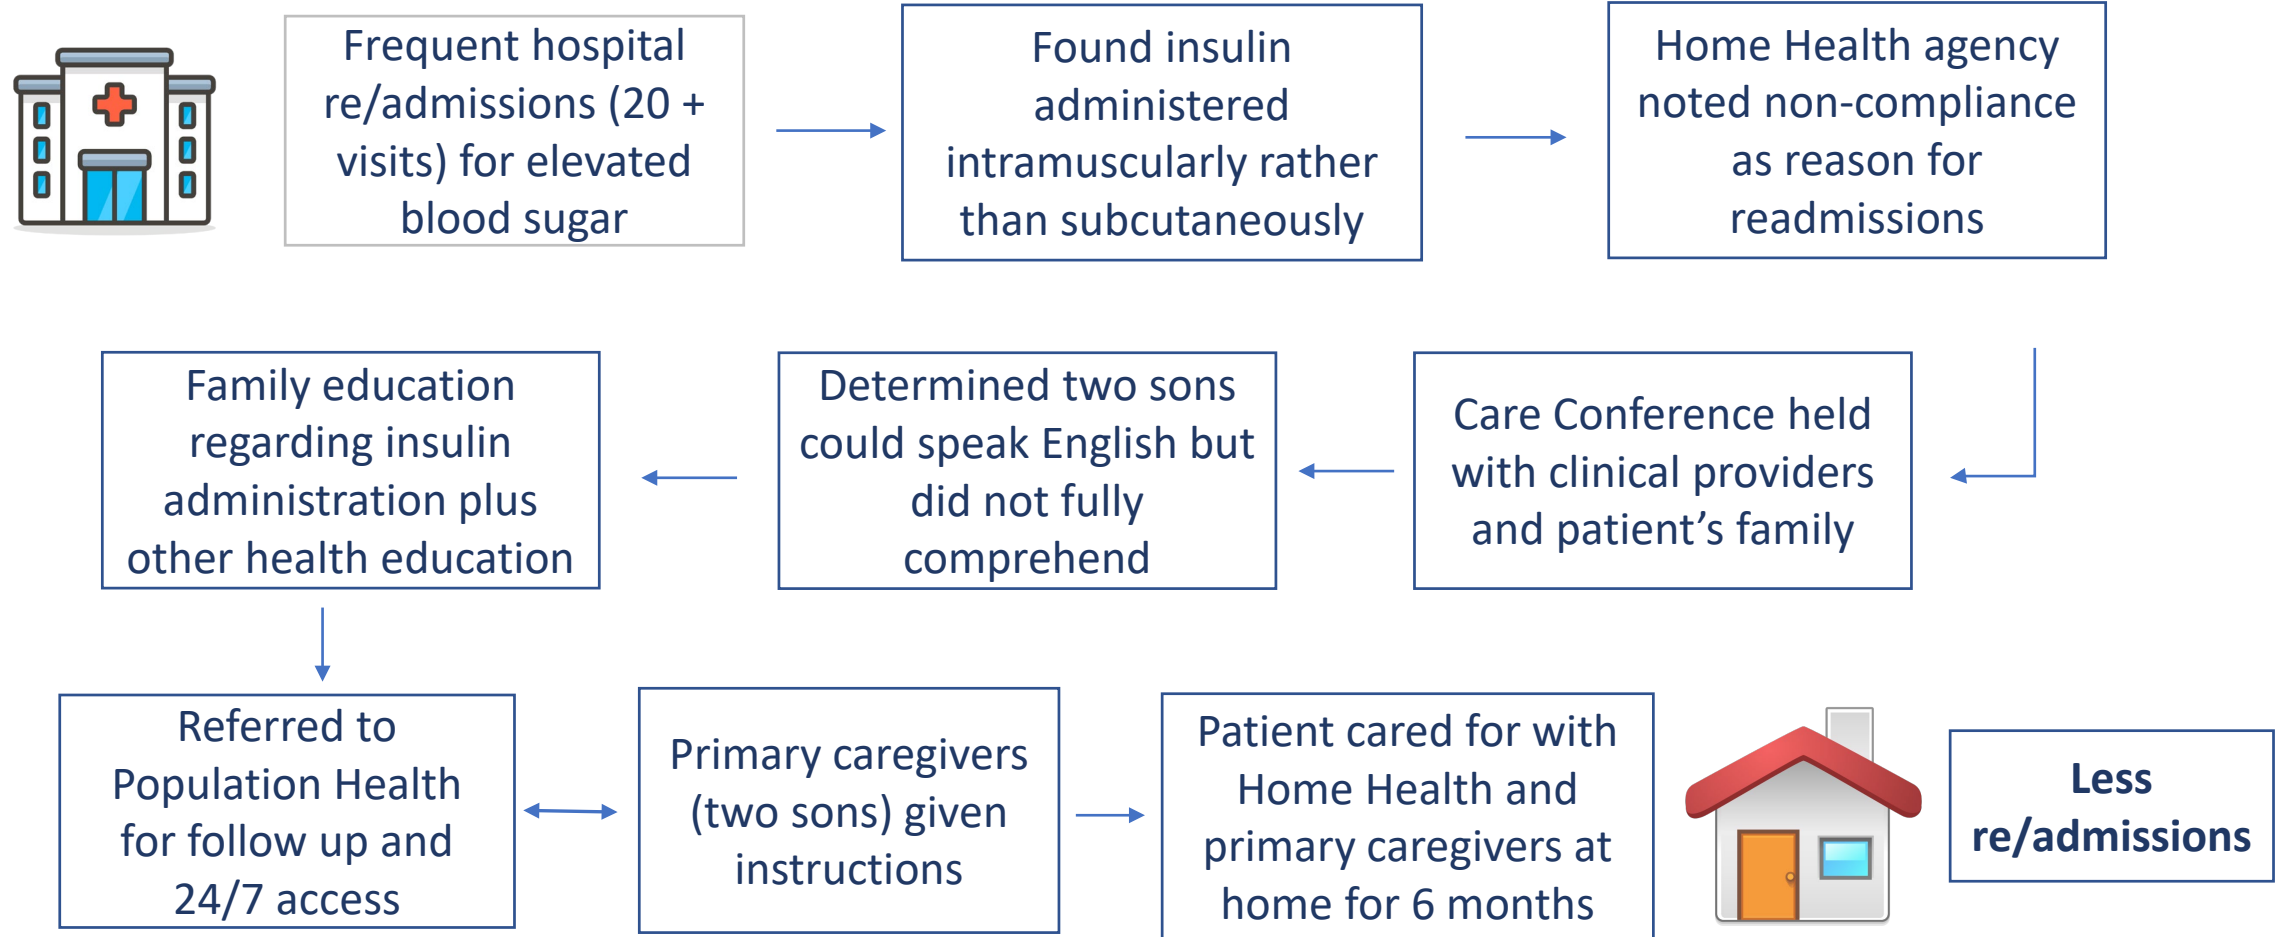 Frequent hospital
re/admissions (20 +
visits) for elevated
blood sugar
Found insulin
administered
intramuscularly rather
than subcutaneously
Home Health agency
noted non-compliance
as reason for
readmissions
Care Conference held
with clinical providers
and patient’s family
Determined two sons
could speak English but
did not fully
comprehend
Family education
regarding insulin
administration plus
other health education
Referred to
Population Health
for follow up and
24/7 access
Primary caregivers
(two sons) given
instructions
Patient cared for with
Home Health and
primary caregivers at
home for 6 months
Less
re/admissions